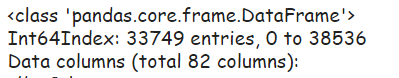 <class 'pandas.core.frame.DataFrame'>
Int64Index: 33749 entries, 0 to 38536
Data columns (total 82 columns):